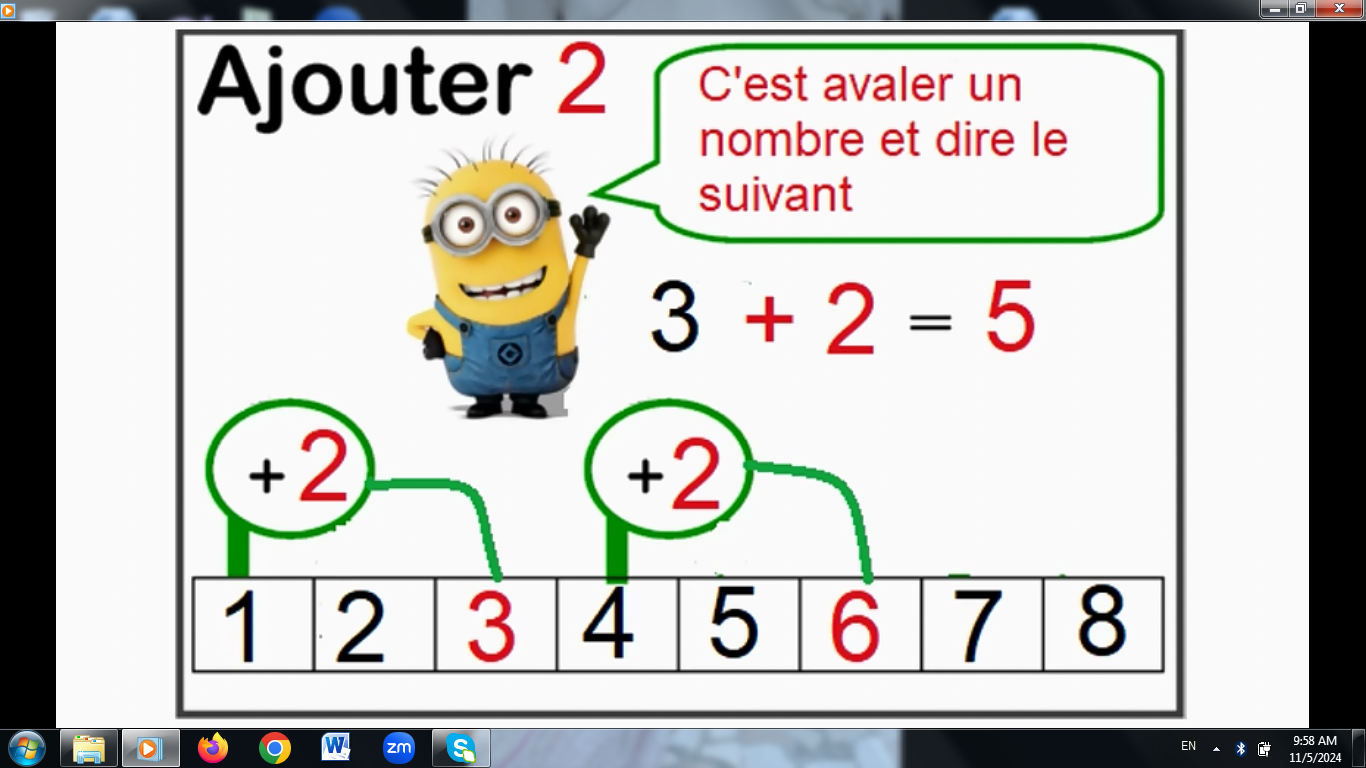 Ajouter 2
C'est avaler un
nombre et dire le
suivant
3 + 2 = 5
+ 2
+ 2
1 2 3 4 5 6 7 8
W
zm
S
EN
9:58 AM
11/5/2024